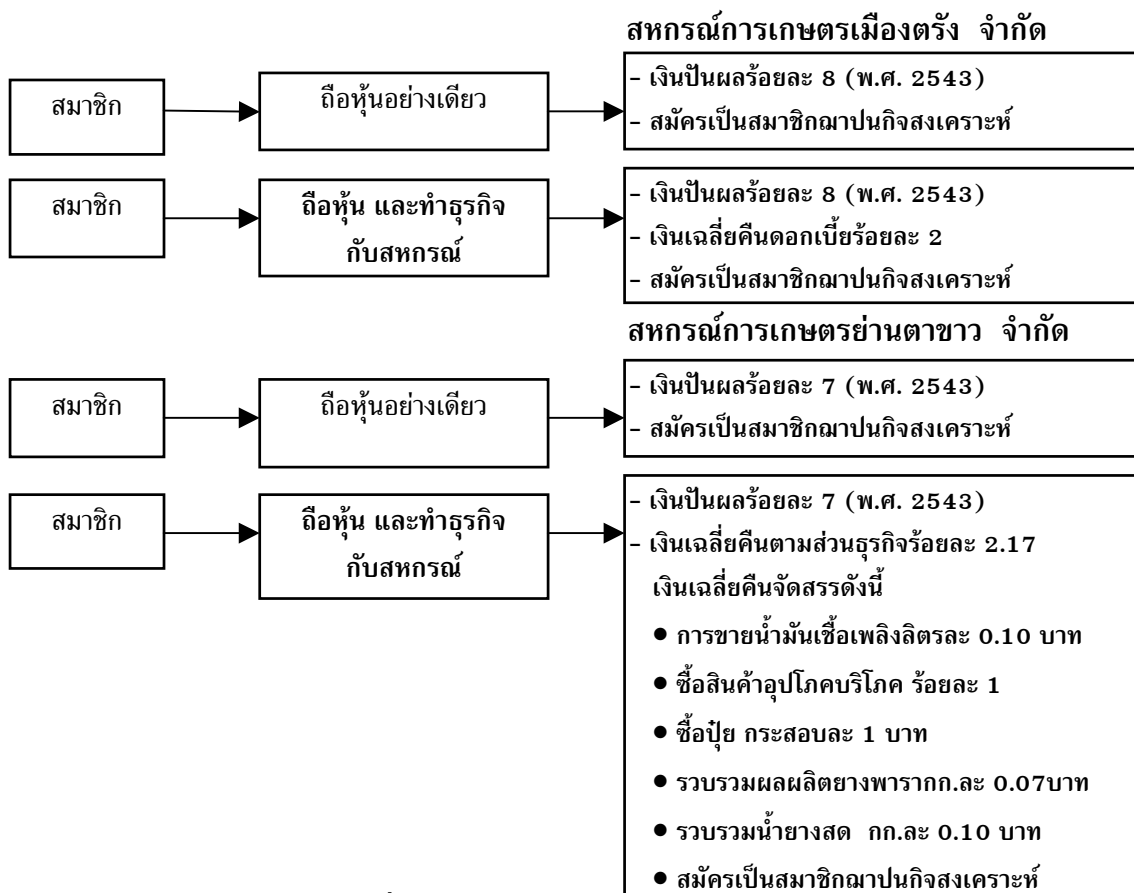 สหกรณ์การเกษตรเมืองตรัง จำกัด
สมาชิก
ถือหุ้นอย่างเดียว
- เงินปันผลร้อยละ 8 (พ.ศ. 2543)
- สมัครเป็นสมาชิกฌาปนกิจสงเคราะห์
สมาชิก
ถือหุ้น และทำธุรกิจ
กับสหกรณ์
- เงินปันผลร้อยละ 8 (พ.ศ. 2543)
- เงินเฉลี่ยคืนดอกเบี้ยร้อยละ 2
- สมัครเป็นสมาชิกฌาปนกิจสงเคราะห์
สหกรณ์การเกษตรย่านตาขาว จำกัด
สมาชิก
ถือหุ้นอย่างเดียว
- เงินปันผลร้อยละ 7 (พ.ศ. 2543)
- สมัครเป็นสมาชิกฌาปนกิจสงเคราะห์
สมาชิก
ถือหุ้น และทำธุรกิจ
กับสหกรณ์
- เงินปันผลร้อยละ 7 (พ.ศ. 2543)
- เงินเฉลี่ยคืนตามส่วนธุรกิจร้อยละ 2.17
เงินเฉลี่ยคืนจัดสรรดังนี้
● การขายน้ำมันเชื้อเพลิงลิตรละ 0.10 บาท
● ซื้อสินค้าอุปโภคบริโภค ร้อยละ 1
● ซื้อปุ๋ย กระสอบละ 1 บาท
● รวบรวมผลผลิตยางพารากก.ละ 0.07บาท
● รวบรวมน้ำยางสด กก.ละ 0.10 บาท
● สมัครเป็นสมาชิกฌาปนกิจสงเคราะห์